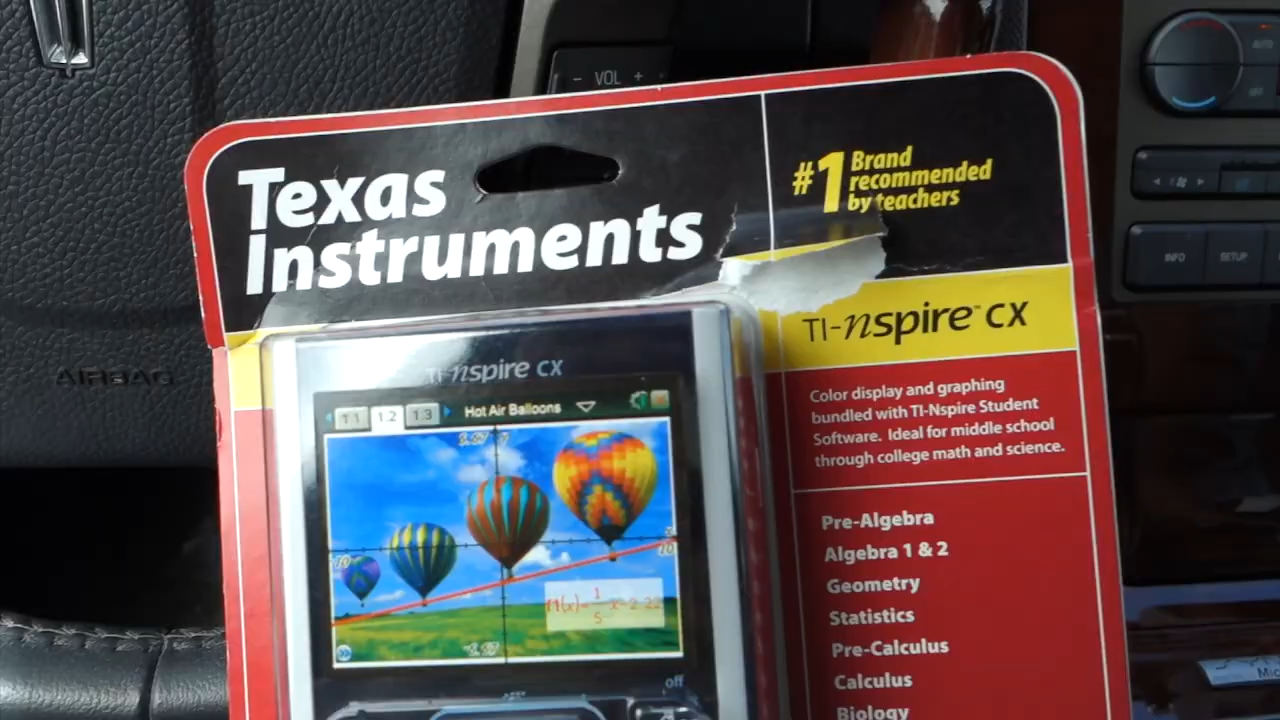 − VOL +
AUTO
Texas
Instruments
#1 Brand
recommended
by teachers
INFO
SETUP
TI-nspire™ CX
TI-nspire CX
AIRBAG
1.1 1.2 1.3 Hot Air Balloons
Color display and graphing
bundled with TI-Nspire Student
Software. Ideal for middle school
through college math and science.
Pre-Algebra
Algebra 1 & 2
Geometry
Statistics
Pre-Calculus
Calculus
Biology
off